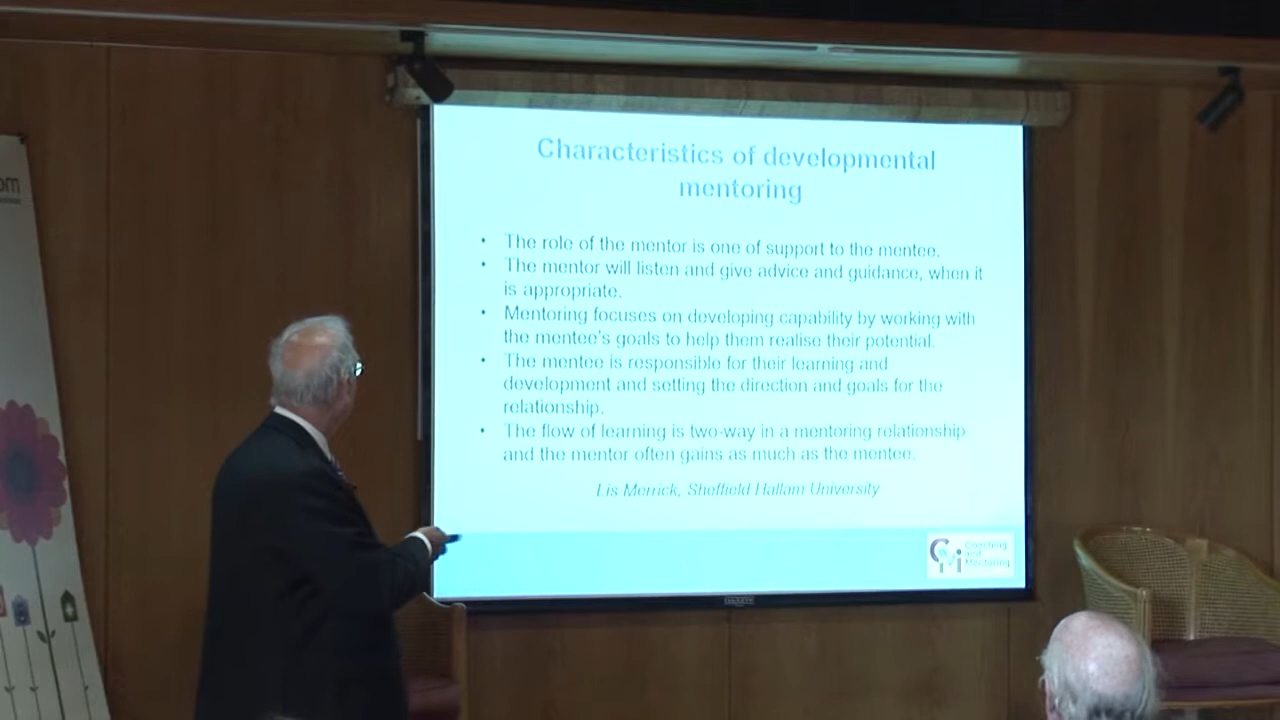 Characteristics of developmental
mentoring
• The role of the mentor is one of support to the mentee.
• The mentor will listen and give advice and guidance, when it
is appropriate.
• Mentoring focuses on developing capability by working with
the mentee's goals to help them realise their potential.
• The mentee is responsible for their learning and
development and setting the direction and goals for the
relationship.
• The flow of learning is two-way in a mentoring relationship
and the mentor often gains as much as the mentee.
Lis Merrick, Sheffield Hallam University
Coaching
and
Mentoring
om